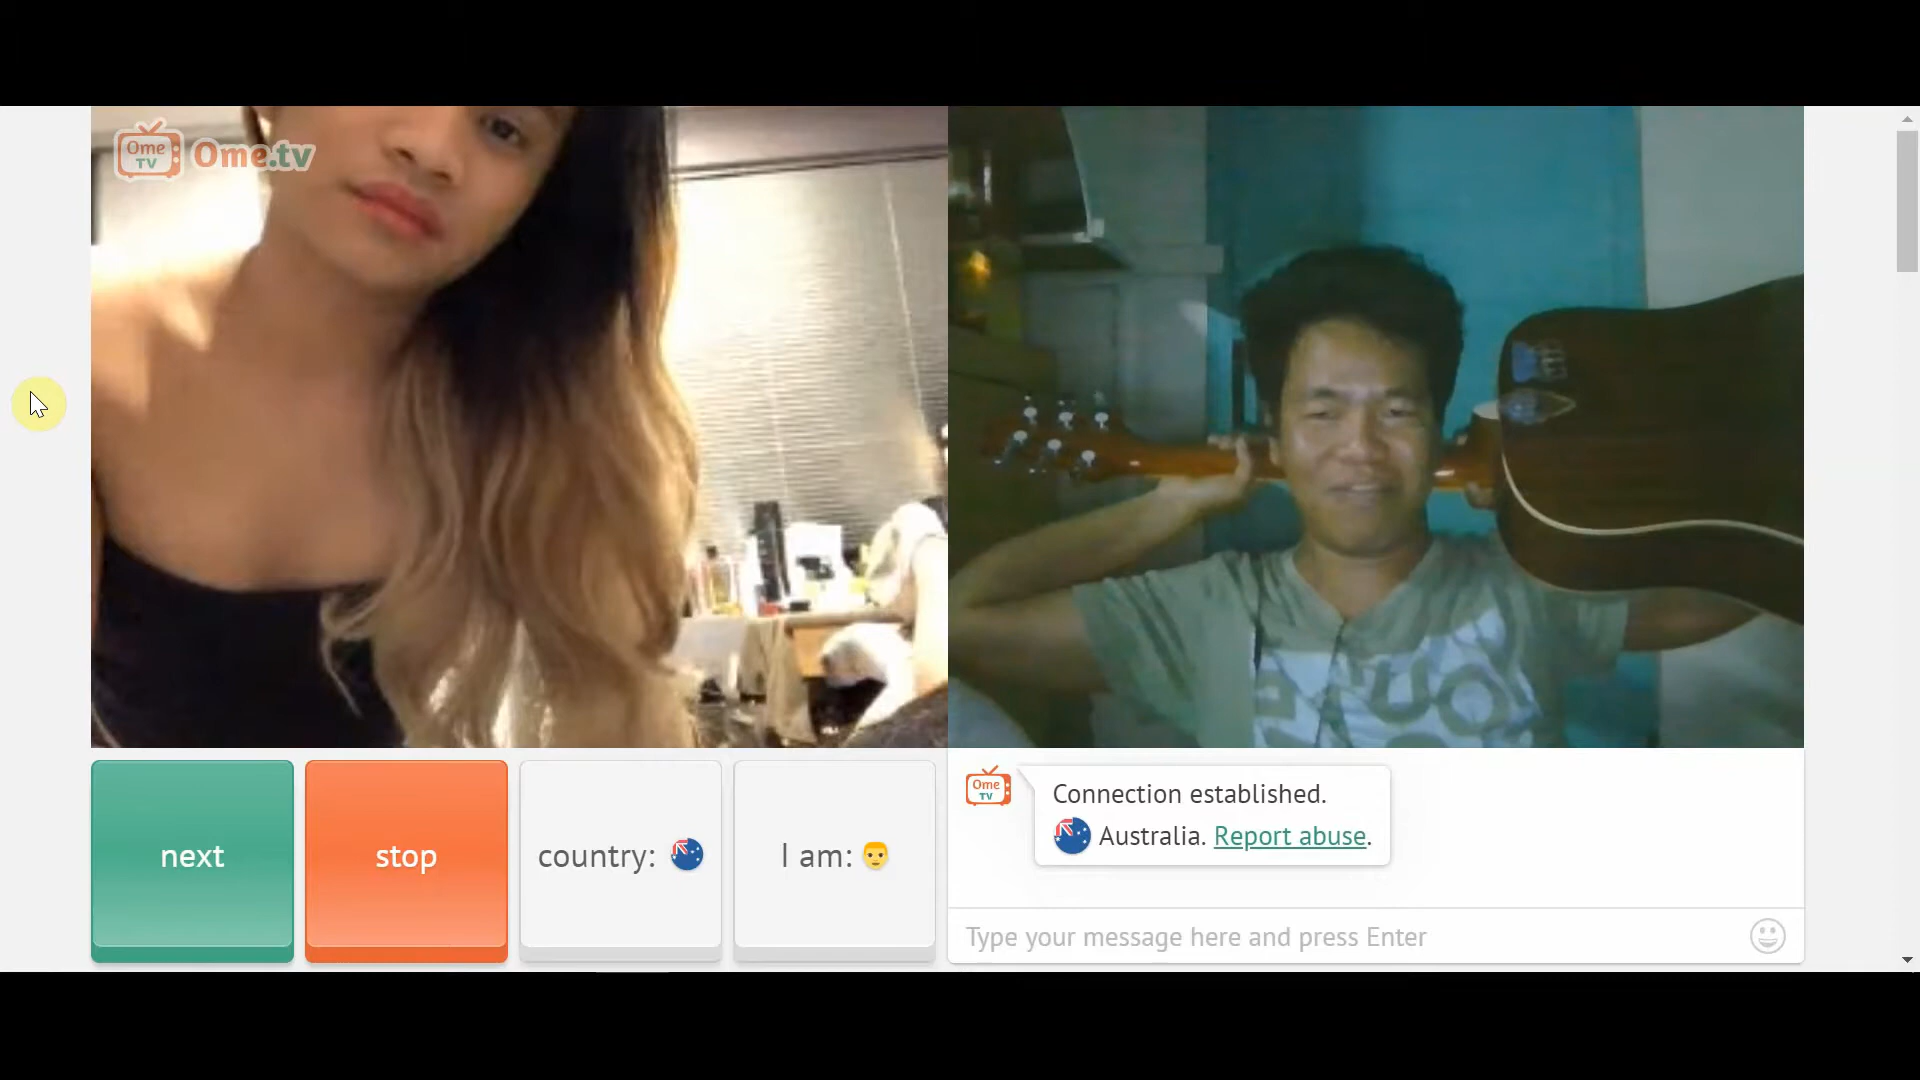 Ome TV Ome.tv
next
stop
country:
I am:
Ome TV
Connection established.
Australia. Report abuse.
Type your message here and press Enter